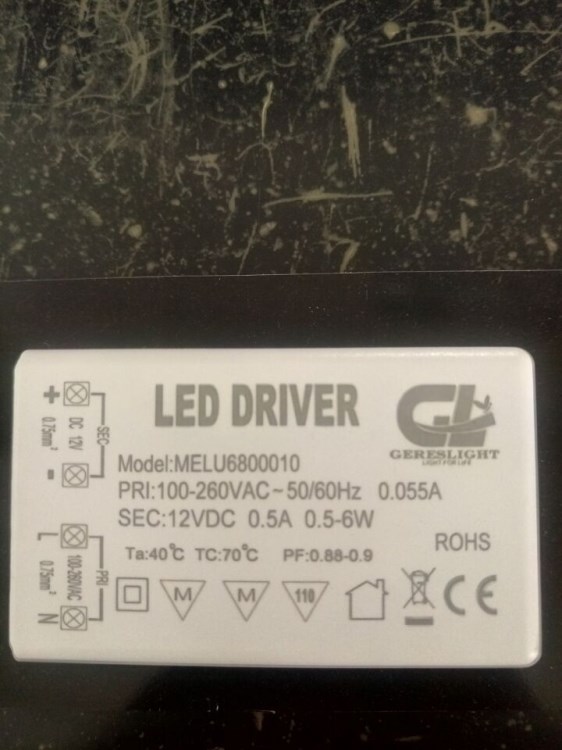 LED DRIVER
GL
GERESLIGHT
LIGHT FOR LIFE
Model:MELU6800010
PRI:100-260VAC~50/60Hz 0.055A
SEC:12VDC 0.5A 0.5-6W
Ta:40℃ TC:70℃ PF:0.88-0.9
ROHS
M
M
110
CE
+ DC 12V -
0.75mm²
SEC
L 100-260VAC N
0.75mm²
PRI